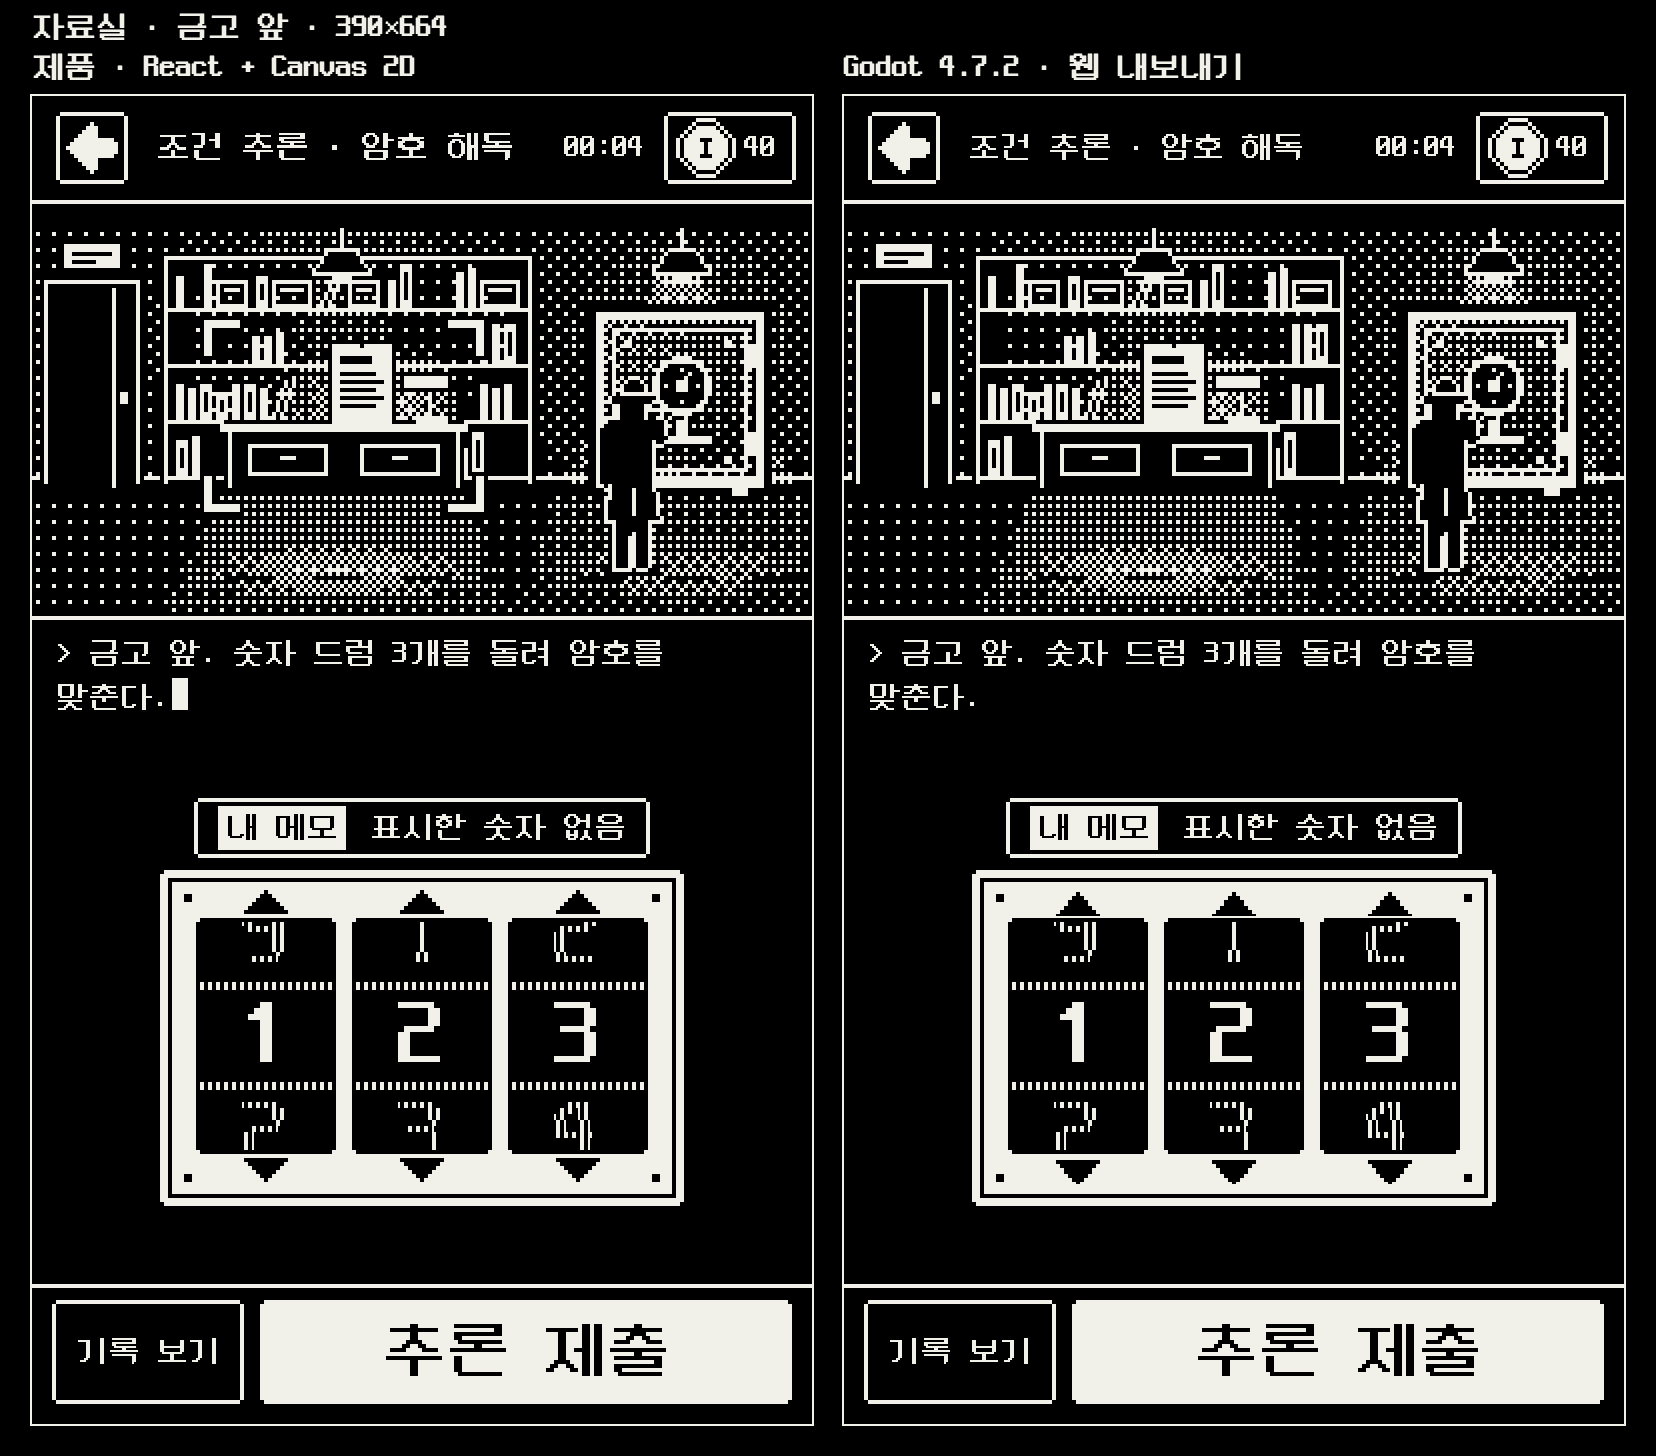 자료실 · 금고 앞 · 390×664
제품 · React + Canvas 2D
Godot 4.7.2 · 웹 내보내기
조건 추론 · 암호 해독 00:04 I 40
> 금고 앞. 숫자 드럼 3개를 돌려 암호를
맞춘다.
내 메모 표시한 숫자 없음
1 2 3
기록 보기 추론 제출
조건 추론 · 암호 해독 00:04 I 40
> 금고 앞. 숫자 드럼 3개를 돌려 암호를
맞춘다.
내 메모 표시한 숫자 없음
1 2 3
기록 보기 추론 제출